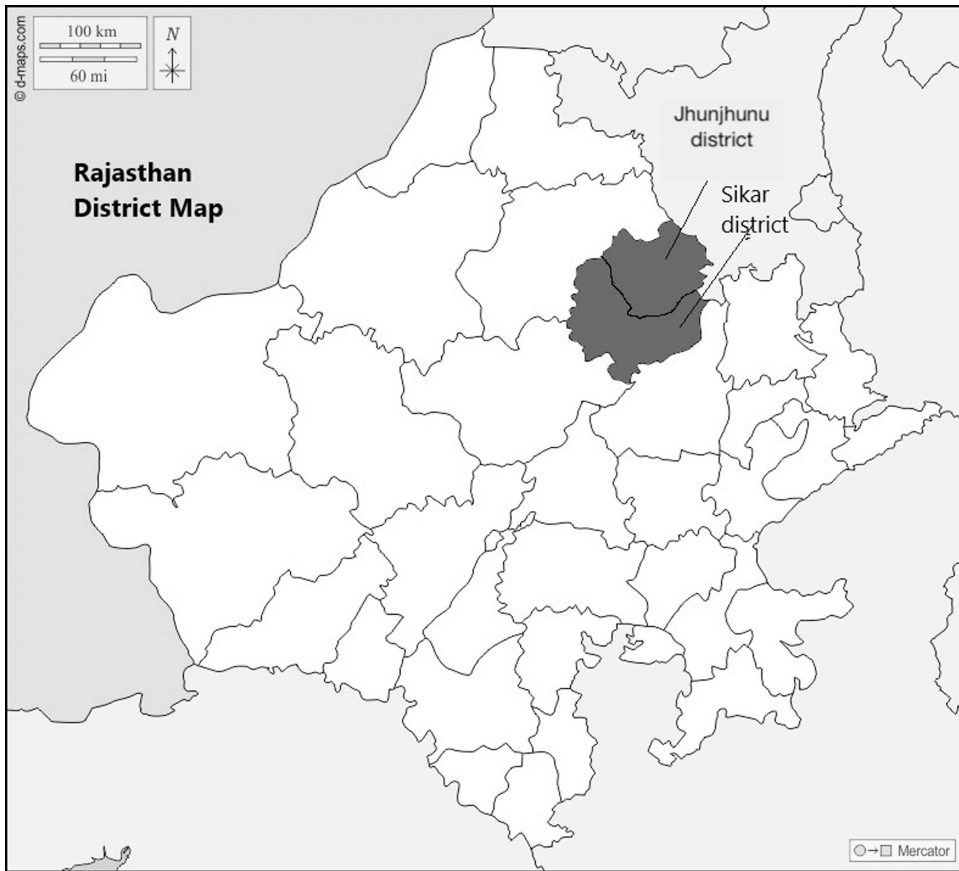 100 km
60 mi
N
© d-maps.com
Rajasthan
District Map
Jhunjhunu
district
Sikar
district
Mercator